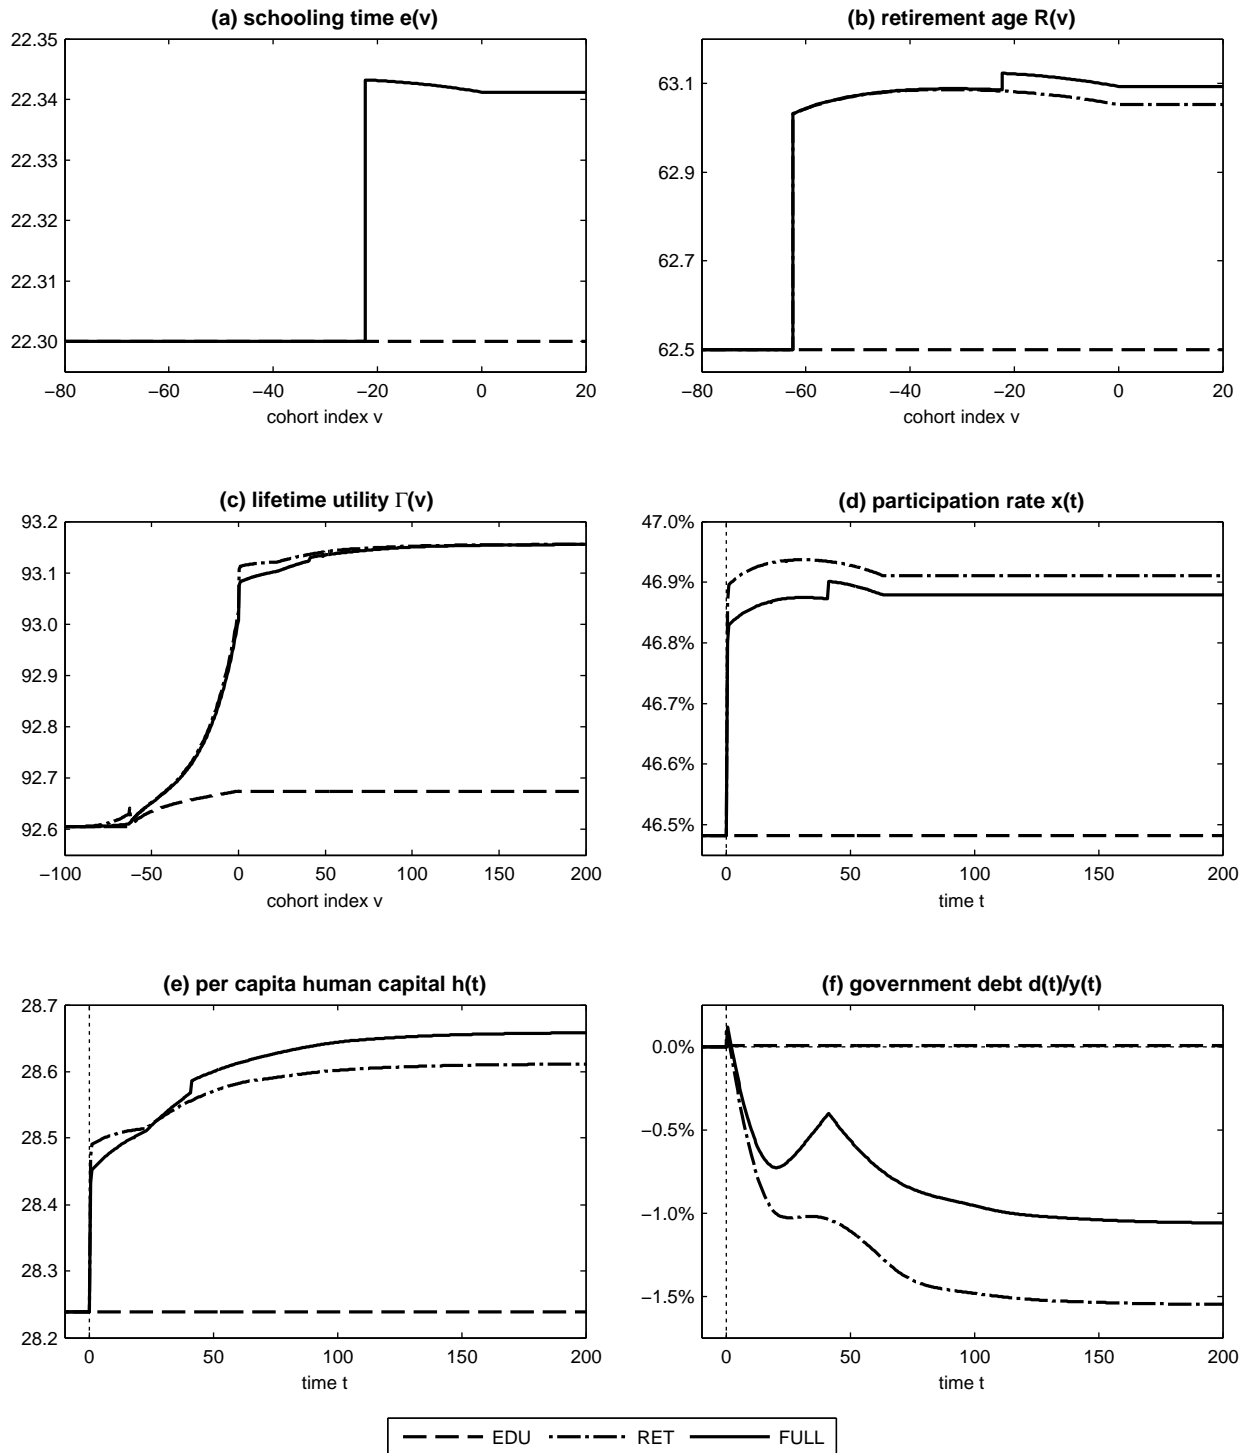 (a) schooling time e(v)
22.35
22.34
22.33
22.32
22.31
22.30
−80 −60 −40 −20 0 20
cohort index v
(b) retirement age R(v)
63.1
62.9
62.7
62.5
−80 −60 −40 −20 0 20
cohort index v
(c) lifetime utility Γ(v)
93.2
93.1
93.0
92.9
92.8
92.7
92.6
−100 −50 0 50 100 150 200
cohort index v
(d) participation rate x(t)
47.0%
46.9%
46.8%
46.7%
46.6%
46.5%
0 50 100 150 200
time t
(e) per capita human capital h(t)
28.7
28.6
28.5
28.4
28.3
28.2
0 50 100 150 200
time t
(f) government debt d(t)/y(t)
0.0%
−0.5%
−1.0%
−1.5%
0 50 100 150 200
time t
EDU RET FULL